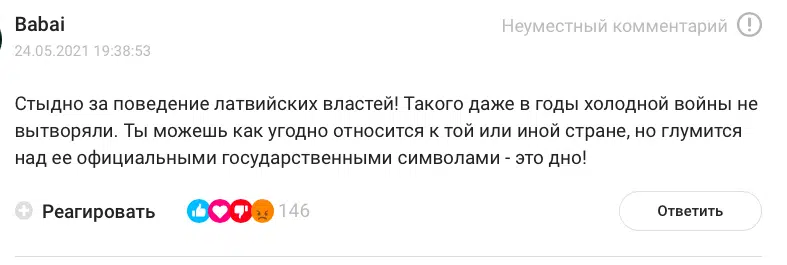 Babai
Неуместный комментарий
24.05.2021 19:38:53
Стыдно за поведение латвийских властей! Такого даже в годы холодной войны не
вытворяли. Ты можешь как угодно относится к той или иной стране, но глумится
над ее официальными государственными символами - это дно!
Реагировать
146
Ответить